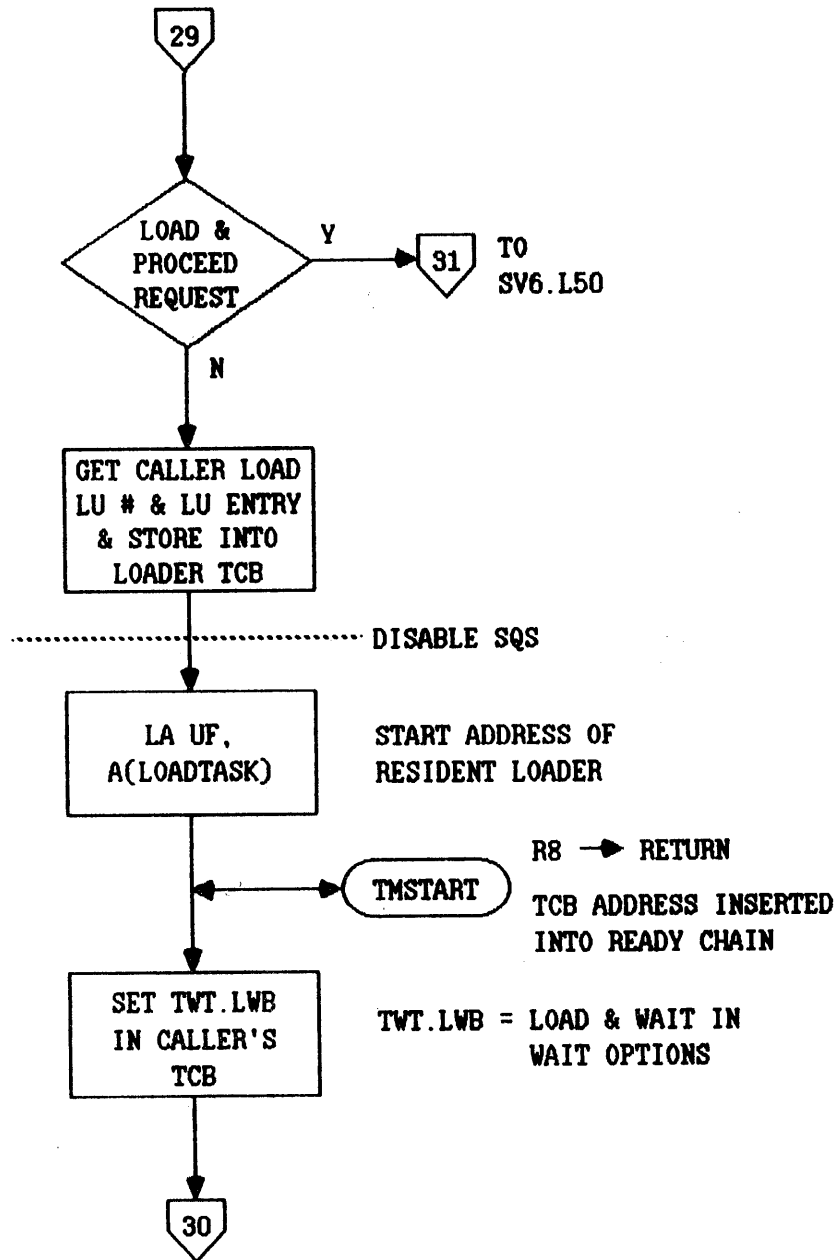 29
LOAD &
PROCEED
REQUEST
Y
31
TO
SV6.L50
N
GET CALLER LOAD
LU # & LU ENTRY
& STORE INTO
LOADER TCB
DISABLE SQS
LA UF,
A(LOADTASK)
START ADDRESS OF
RESIDENT LOADER
R8 → RETURN
TMSTART
TCB ADDRESS INSERTED
INTO READY CHAIN
SET TWT.LWB
IN CALLER'S
TCB
TWT.LWB = LOAD & WAIT IN
WAIT OPTIONS
30